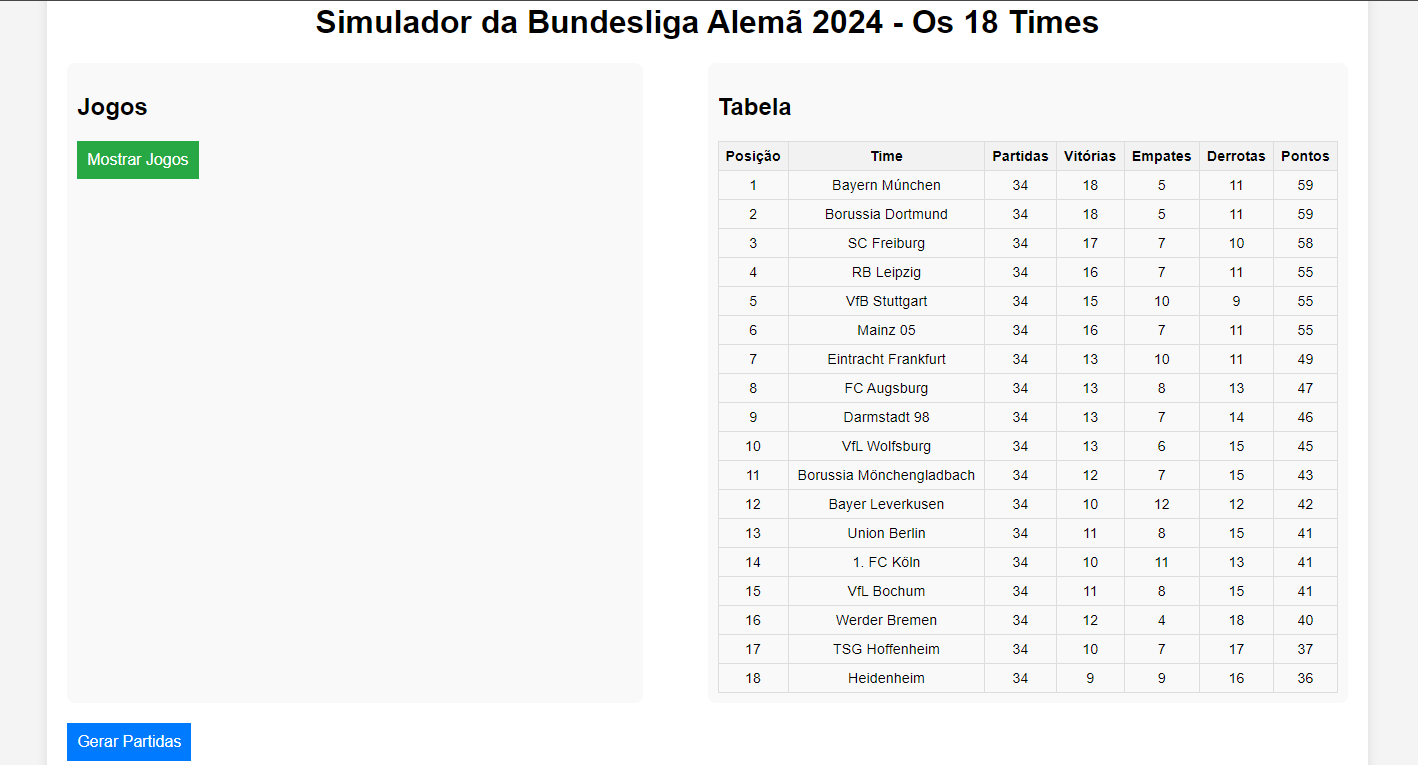 Simulador da Bundesliga Alemã 2024 - Os 18 Times
Jogos
Mostrar Jogos
Tabela
Posição Time Partidas Vitórias Empates Derrotas Pontos
1 Bayern Múnchen 34 18 5 11 59
2 Borussia Dortmund 34 18 5 11 59
3 SC Freiburg 34 17 7 10 58
4 RB Leipzig 34 16 7 11 55
5 VfB Stuttgart 34 15 10 9 55
6 Mainz 05 34 16 7 11 55
7 Eintracht Frankfurt 34 13 10 11 49
8 FC Augsburg 34 13 8 13 47
9 Darmstadt 98 34 13 7 14 46
10 VfL Wolfsburg 34 13 6 15 45
11 Borussia Mönchengladbach 34 12 7 15 43
12 Bayer Leverkusen 34 10 12 12 42
13 Union Berlin 34 11 8 15 41
14 1. FC Köln 34 10 11 13 41
15 VfL Bochum 34 11 8 15 41
16 Werder Bremen 34 12 4 18 40
17 TSG Hoffenheim 34 10 7 17 37
18 Heidenheim 34 9 9 16 36
Gerar Partidas